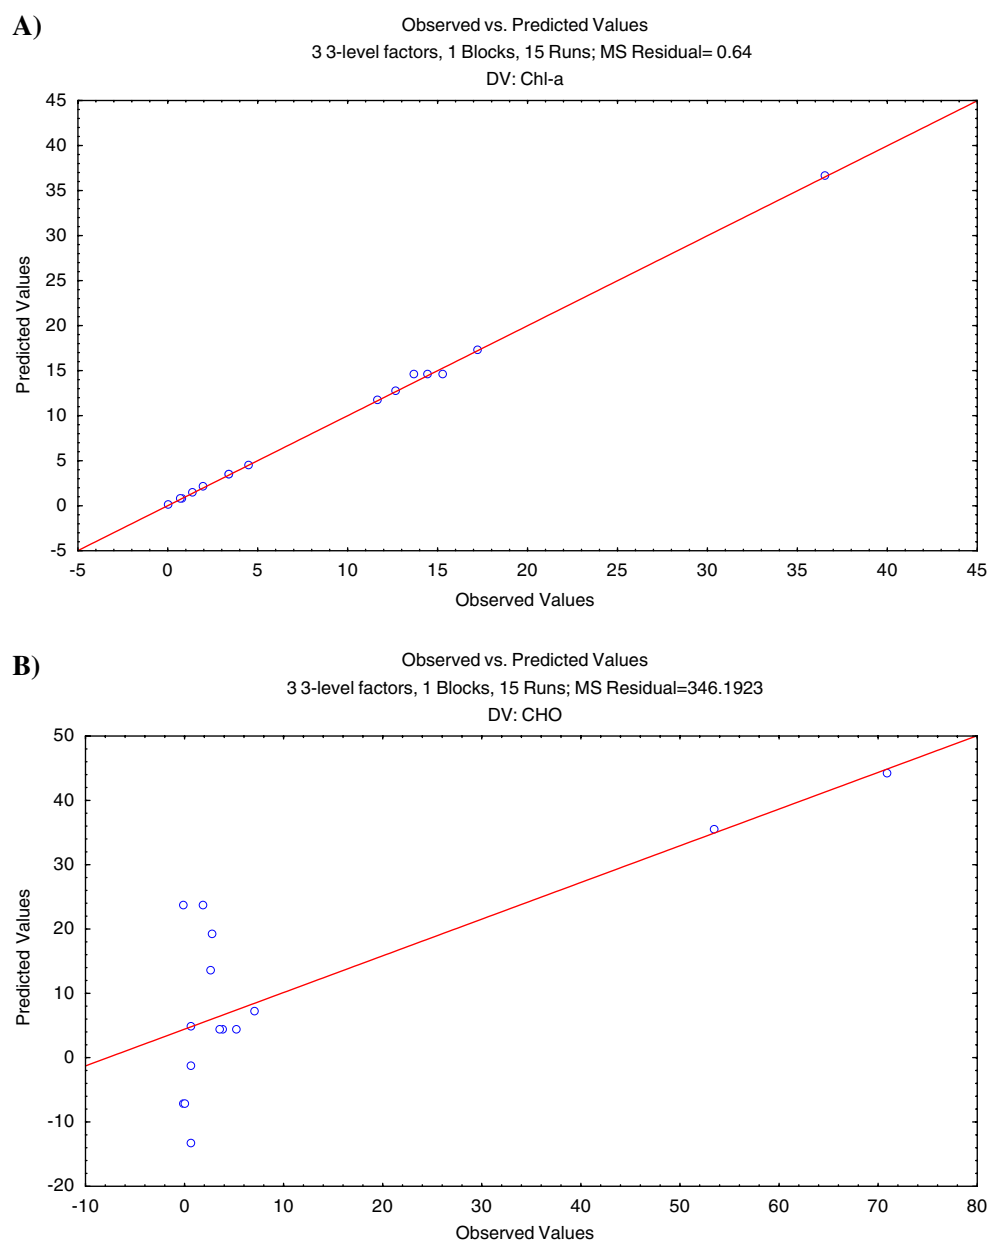 A)
Observed vs. Predicted Values
3 3-level factors, 1 Blocks, 15 Runs; MS Residual= 0.64
DV: Chl-a
45
40
35
30
25
20
15
10
5
0
-5
Predicted Values
-5 0 5 10 15 20 25 30 35 40 45
Observed Values
B)
Observed vs. Predicted Values
3 3-level factors, 1 Blocks, 15 Runs; MS Residual=346.1923
DV: CHO
50
40
30
20
10
0
-10
-20
Predicted Values
-10 0 10 20 30 40 50 60 70 80
Observed Values